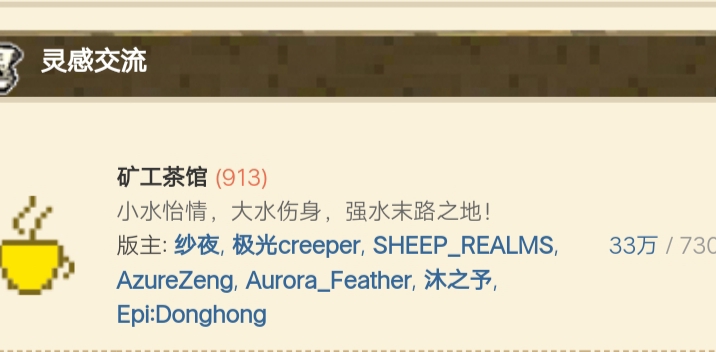 灵感交流
矿工茶馆 (913)
小水怡情，大水伤身，强水末路之地！
版主: 纱夜, 极光creeper, SHEEP_REALMS, 33万 / 730
AzureZeng, Aurora_Feather, 沐之予,
Epi:Donghong